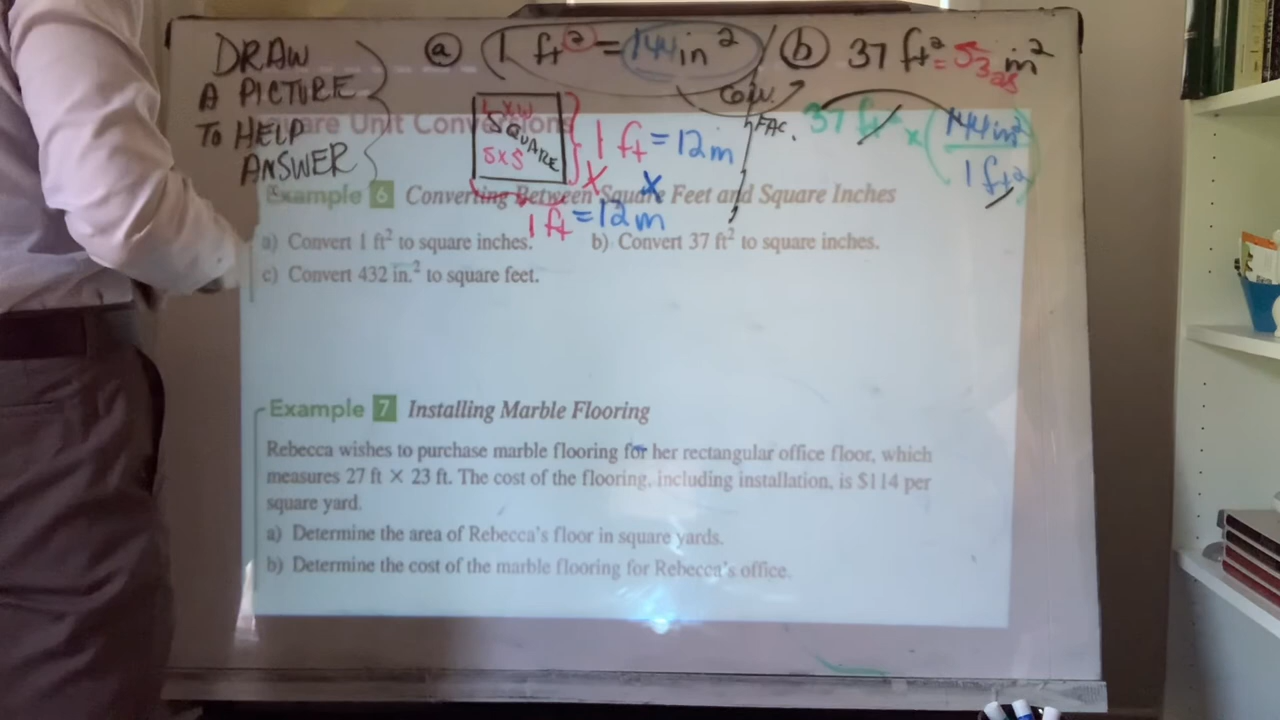 DRAW
A PICTURE
TO HELP
ANSWER
a 1 ft² = 144 in²
L x W
SQUARE
S x S
1 ft = 12 in
x x
1 ft = 12 in
CONV.
FAC.
b 37 ft² = in²
37 ft² x (144 in² / 1 ft²)
uare Unit Conversions
Example 6 Converting Between Square Feet and Square Inches
a) Convert 1 ft² to square inches. b) Convert 37 ft² to square inches.
c) Convert 432 in.² to square feet.
Example 7 Installing Marble Flooring
Rebecca wishes to purchase marble flooring for her rectangular office floor, which
measures 27 ft × 23 ft. The cost of the flooring, including installation, is $114 per
square yard.
a) Determine the area of Rebecca's floor in square yards.
b) Determine the cost of the marble flooring for Rebecca's office.